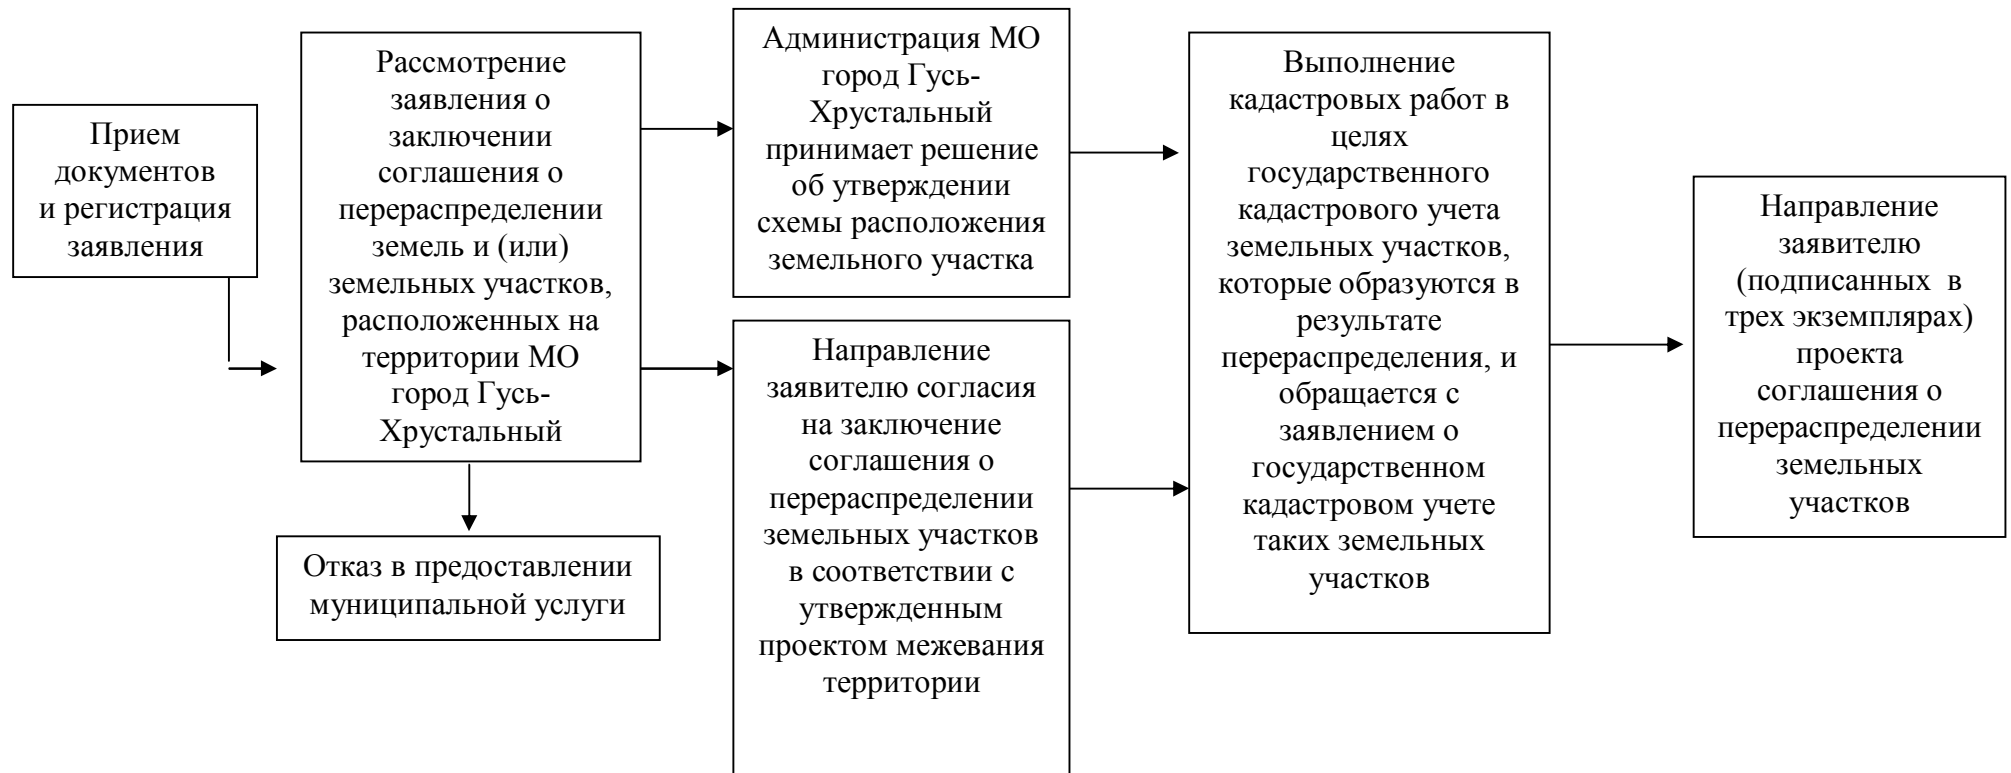 Прием
документов
и регистрация
заявления
Рассмотрение
заявления о
заключении
соглашения о
перераспределении
земель и (или)
земельных участков,
расположенных на
территории МО
город Гусь-
Хрустальный
Отказ в предоставлении
муниципальной услуги
Администрация МО
город Гусь-
Хрустальный
принимает решение
об утверждении
схемы расположения
земельного участка
Направление
заявителю согласия
на заключение
соглашения о
перераспределении
земельных участков
в соответствии с
утвержденным
проектом межевания
территории
Выполнение
кадастровых работ в
целях
государственного
кадастрового учета
земельных участков,
которые образуются в
результате
перераспределения, и
обращается с
заявлением о
государственном
кадастровом учете
таких земельных
участков
Направление
заявителю
(подписанных в
трех экземплярах)
проекта
соглашения о
перераспределении
земельных
участков